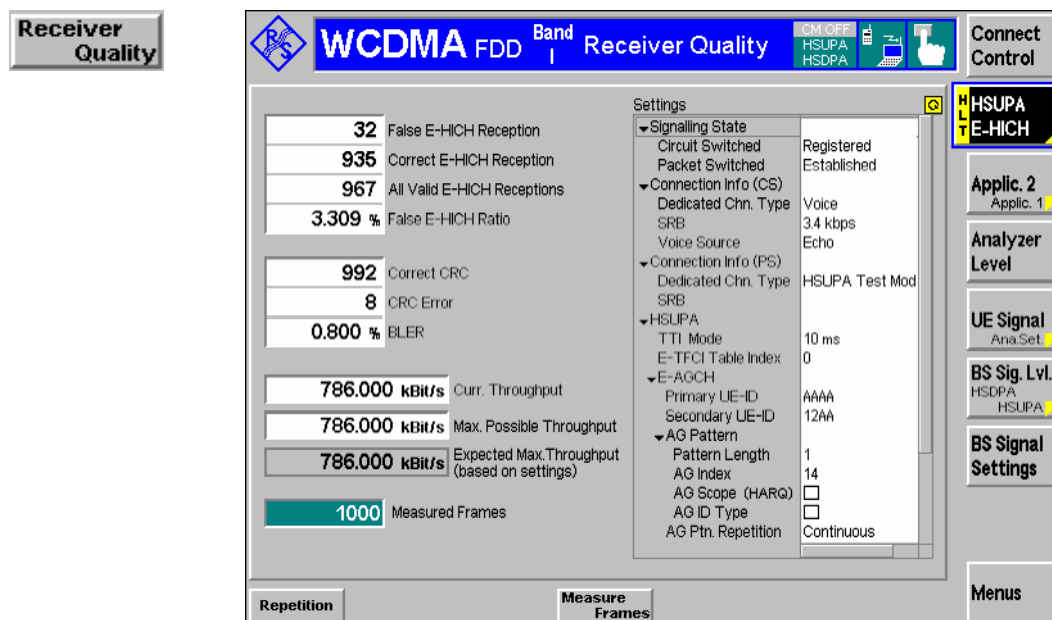 Receiver
Quality
R S
WCDMA FDD Band I Receiver Quality
CM OFF
HSUPA
HSDPA
Connect
Control
HLT
HSUPA
E-HICH
Applic. 2
Applic. 1
Analyzer
Level
UE Signal
Ana.Set.
BS Sig. Lvl.
HSDPA
HSUPA
BS Signal
Settings
Menus
32 False E-HICH Reception
935 Correct E-HICH Reception
967 All Valid E-HICH Receptions
3.309 % False E-HICH Ratio
992 Correct CRC
8 CRC Error
0.800 % BLER
786.000 kBit/s Curr. Throughput
786.000 kBit/s Max. Possible Throughput
786.000 kBit/s Expected Max.Throughput
(based on settings)
1000 Measured Frames
Settings
Signalling State
Circuit Switched Registered
Packet Switched Established
Connection Info (CS)
Dedicated Chn. Type Voice
SRB 3.4 kbps
Voice Source Echo
Connection Info (PS)
Dedicated Chn. Type HSUPA Test Mod
SRB
HSUPA
TTI Mode 10 ms
E-TFCI Table Index 0
E-AGCH
Primary UE-ID AAAA
Secondary UE-ID 12AA
AG Pattern
Pattern Length 1
AG Index 14
AG Scope (HARQ)
AG ID Type
AG Ptn. Repetition Continuous
Repetition
Measure
Frames